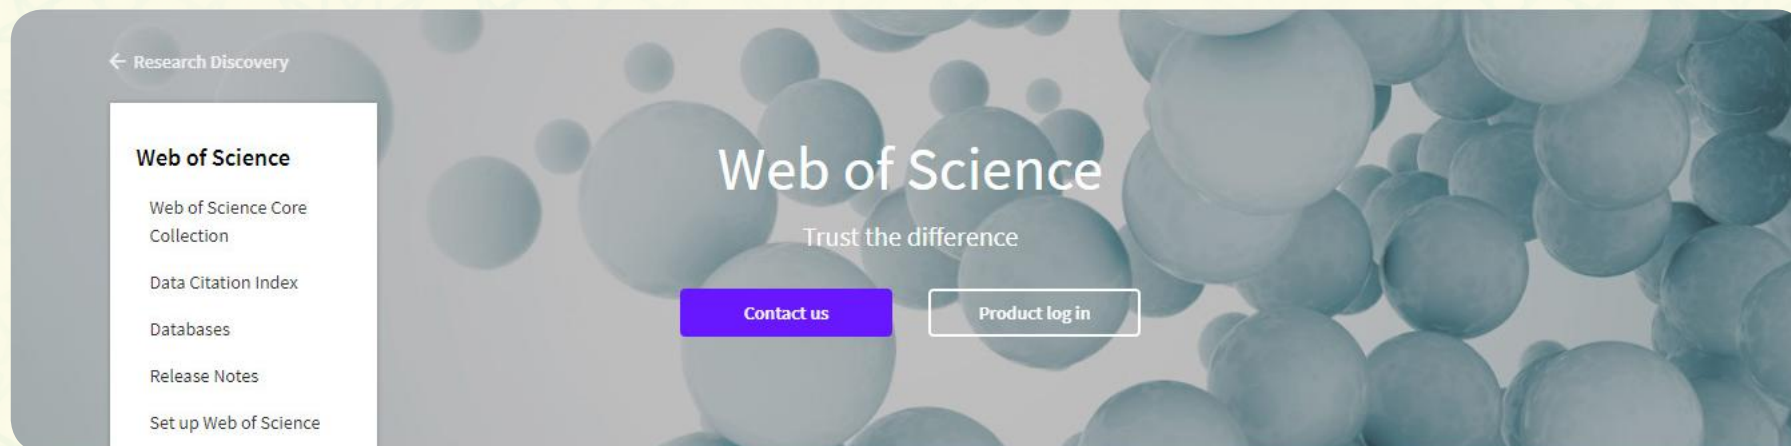 ← Research Discovery
Web of Science
Web of Science Core
Collection
Data Citation Index
Databases
Release Notes
Set up Web of Science
Web of Science
Trust the difference
Contact us
Product log in